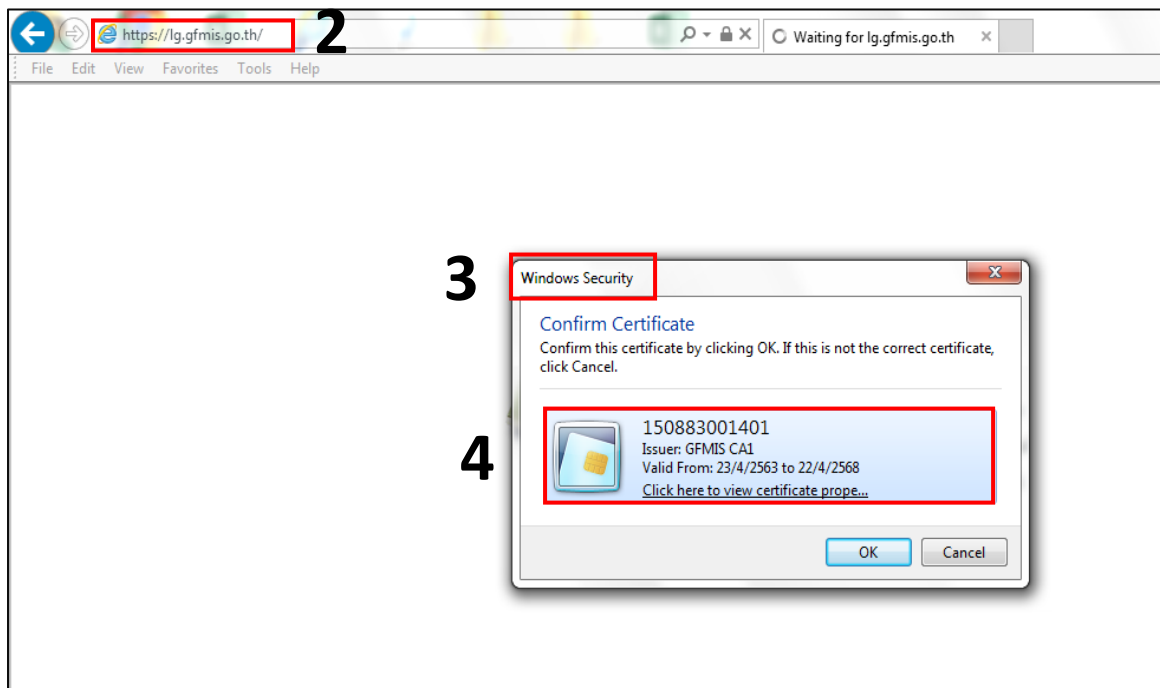 https://lg.gfmis.go.th/
2
Waiting for lg.gfmis.go.th
File Edit View Favorites Tools Help
3
Windows Security
Confirm Certificate
Confirm this certificate by clicking OK. If this is not the correct certificate,
click Cancel.
4
150883001401
Issuer: GFMIS CA1
Valid From: 23/4/2563 to 22/4/2568
Click here to view certificate prope...
OK Cancel